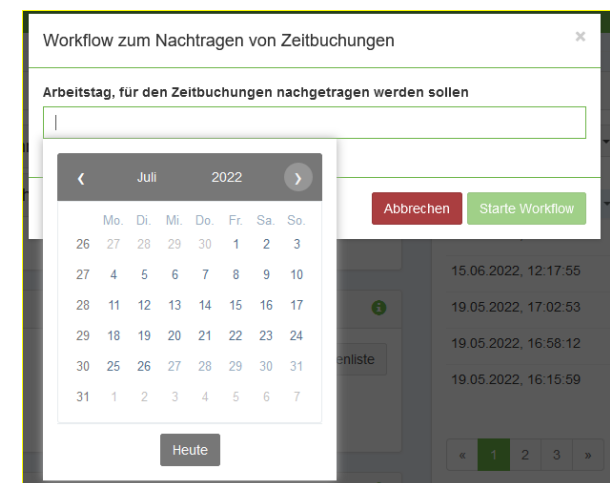 Workflow zum Nachtragen von Zeitbuchungen ×
Arbeitstag, für den Zeitbuchungen nachgetragen werden sollen
‹ Juli 2022 ›
Mo. Di. Mi. Do. Fr. Sa. So.
26 27 28 29 30 1 2 3
27 4 5 6 7 8 9 10
28 11 12 13 14 15 16 17
29 18 19 20 21 22 23 24
30 25 26 27 28 29 30 31
31 1 2 3 4 5 6 7
Heute
Abbrechen Starte Workflow
15.06.2022, 12:17:55
19.05.2022, 17:02:53
19.05.2022, 16:58:12
enliste
19.05.2022, 16:15:59
« 1 2 3 »